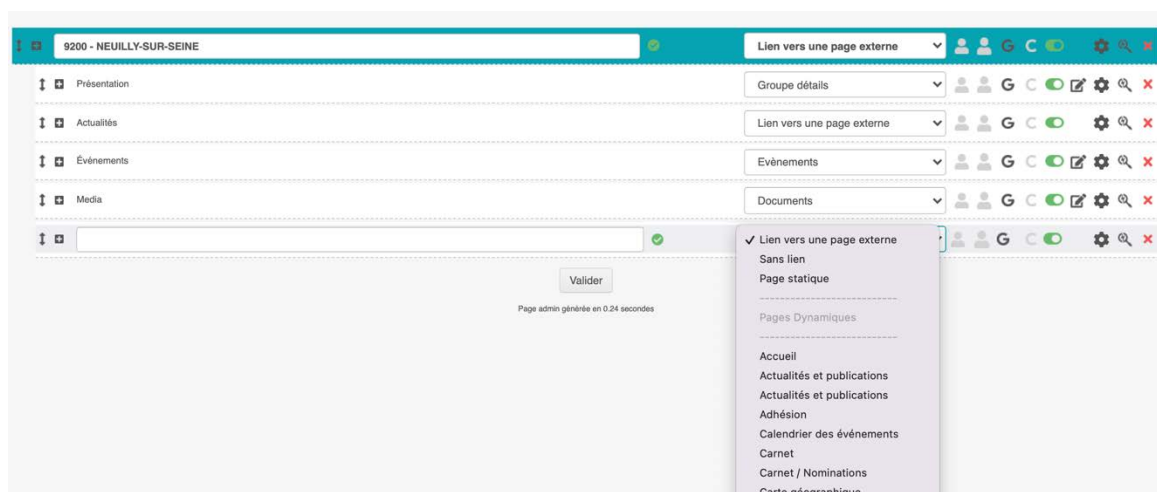 9200 - NEUILLY-SUR-SEINE Lien vers une page externe G C
Présentation Groupe détails G C
Actualités Lien vers une page externe G C
Évènements Evènements G C
Media Documents G C
Lien vers une page externe G C
Sans lien
Valider Page statique
Page admin générée en 0.24 secondes
Pages Dynamiques
Accueil
Actualités et publications
Actualités et publications
Adhésion
Calendrier des événements
Carnet
Carnet / Nominations
Carte géographique